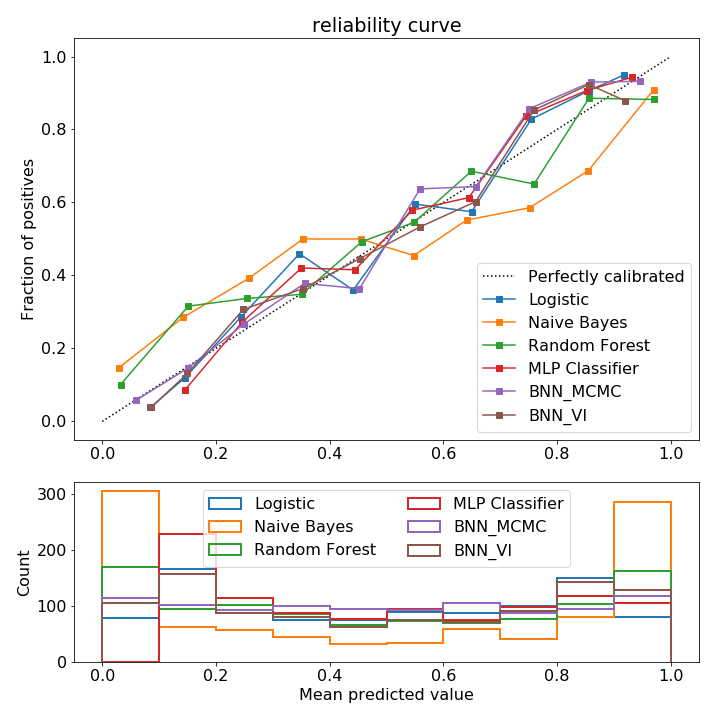 reliability curve
1.0
0.8
0.6
0.4
0.2
0.0
Fraction of positives
Perfectly calibrated
Logistic
Naive Bayes
Random Forest
MLP Classifier
BNN_MCMC
BNN_VI
0.0 0.2 0.4 0.6 0.8 1.0
300
200
100
0
Count
Logistic MLP Classifier
Naive Bayes BNN_MCMC
Random Forest BNN_VI
0.0 0.2 0.4 0.6 0.8 1.0
Mean predicted value